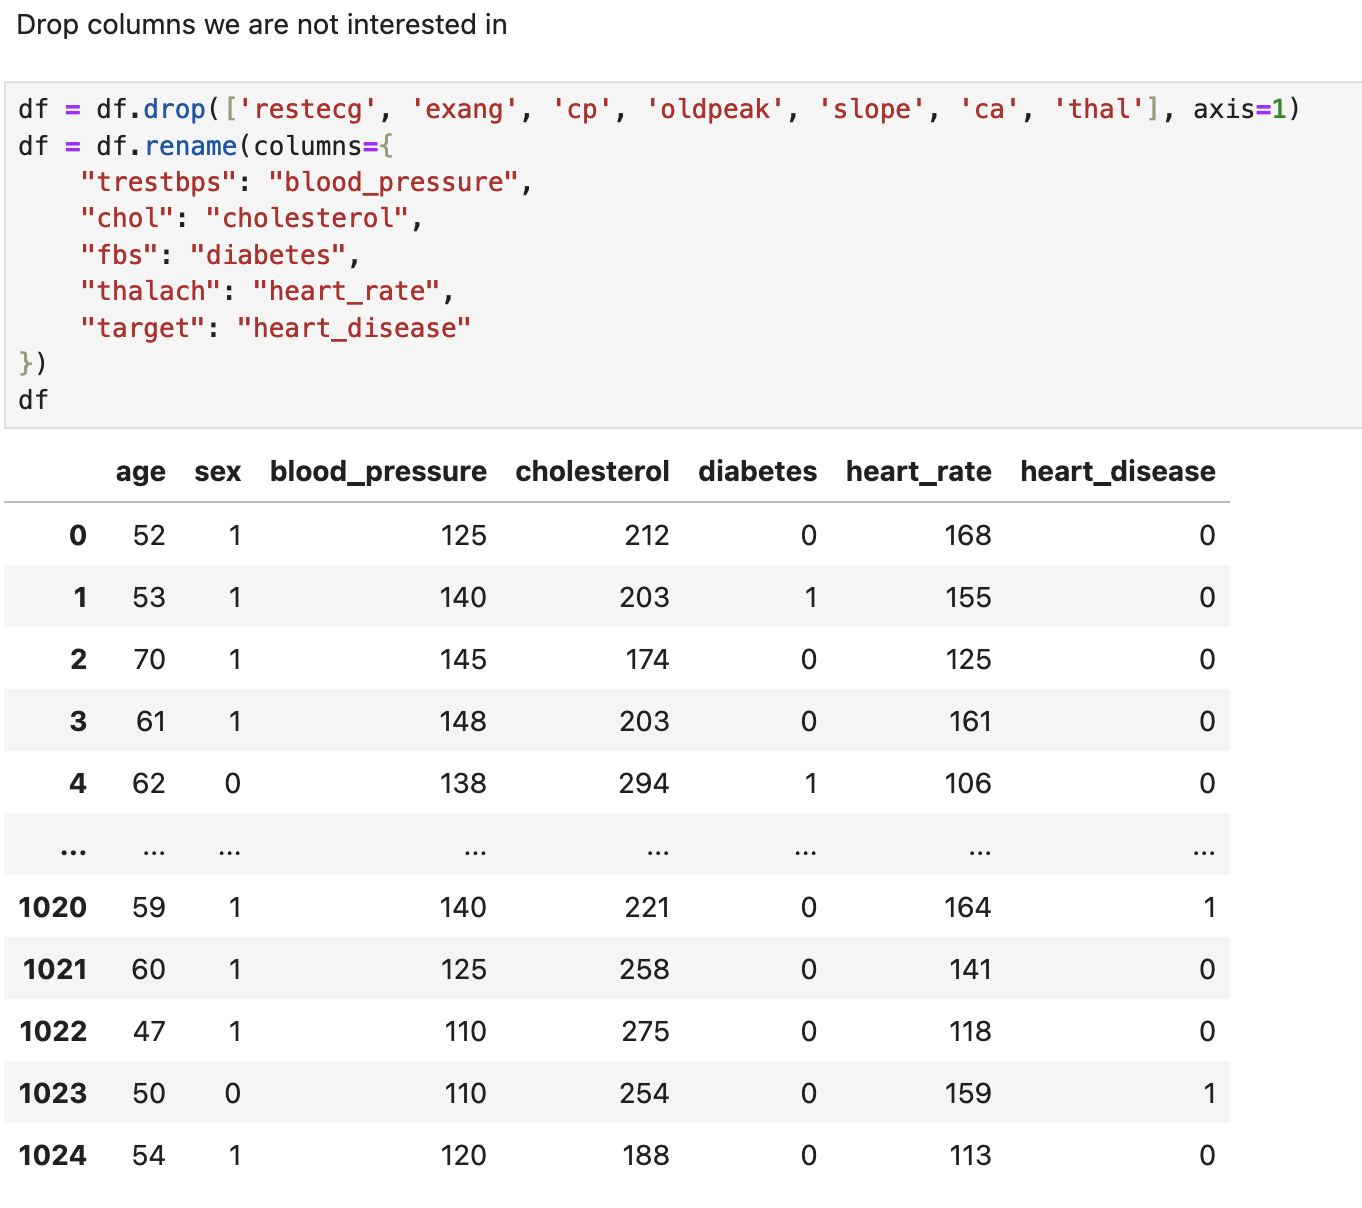 Drop columns we are not interested in
df = df.drop(['restecg', 'exang', 'cp', 'oldpeak', 'slope', 'ca', 'thal'], axis=1)
df = df.rename(columns={
    "trestbps": "blood_pressure",
    "chol": "cholesterol",
    "fbs": "diabetes",
    "thalach": "heart_rate",
    "target": "heart_disease"
})
df
age sex blood_pressure cholesterol diabetes heart_rate heart_disease
0 52 1 125 212 0 168 0
1 53 1 140 203 1 155 0
2 70 1 145 174 0 125 0
3 61 1 148 203 0 161 0
4 62 0 138 294 1 106 0
... ... ... ... ... ... ... ...
1020 59 1 140 221 0 164 1
1021 60 1 125 258 0 141 0
1022 47 1 110 275 0 118 0
1023 50 0 110 254 0 159 1
1024 54 1 120 188 0 113 0